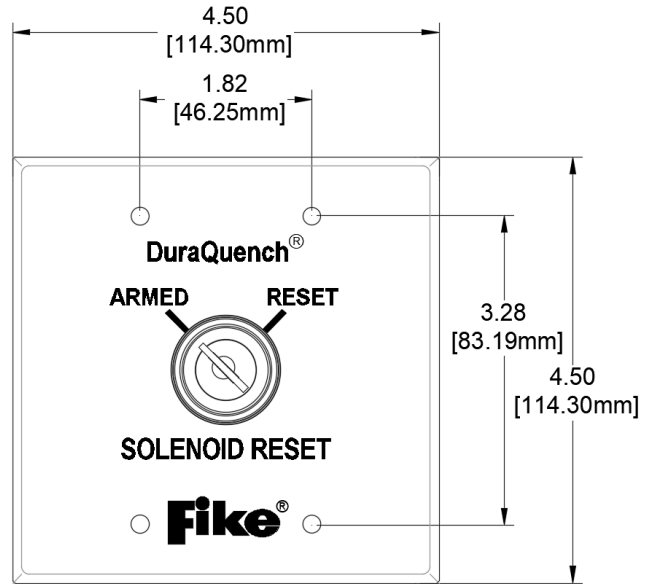 4.50
[114.30mm]
1.82
[46.25mm]
DuraQuench®
ARMED RESET
3.28
[83.19mm]
4.50
[114.30mm]
SOLENOID RESET
Fike®